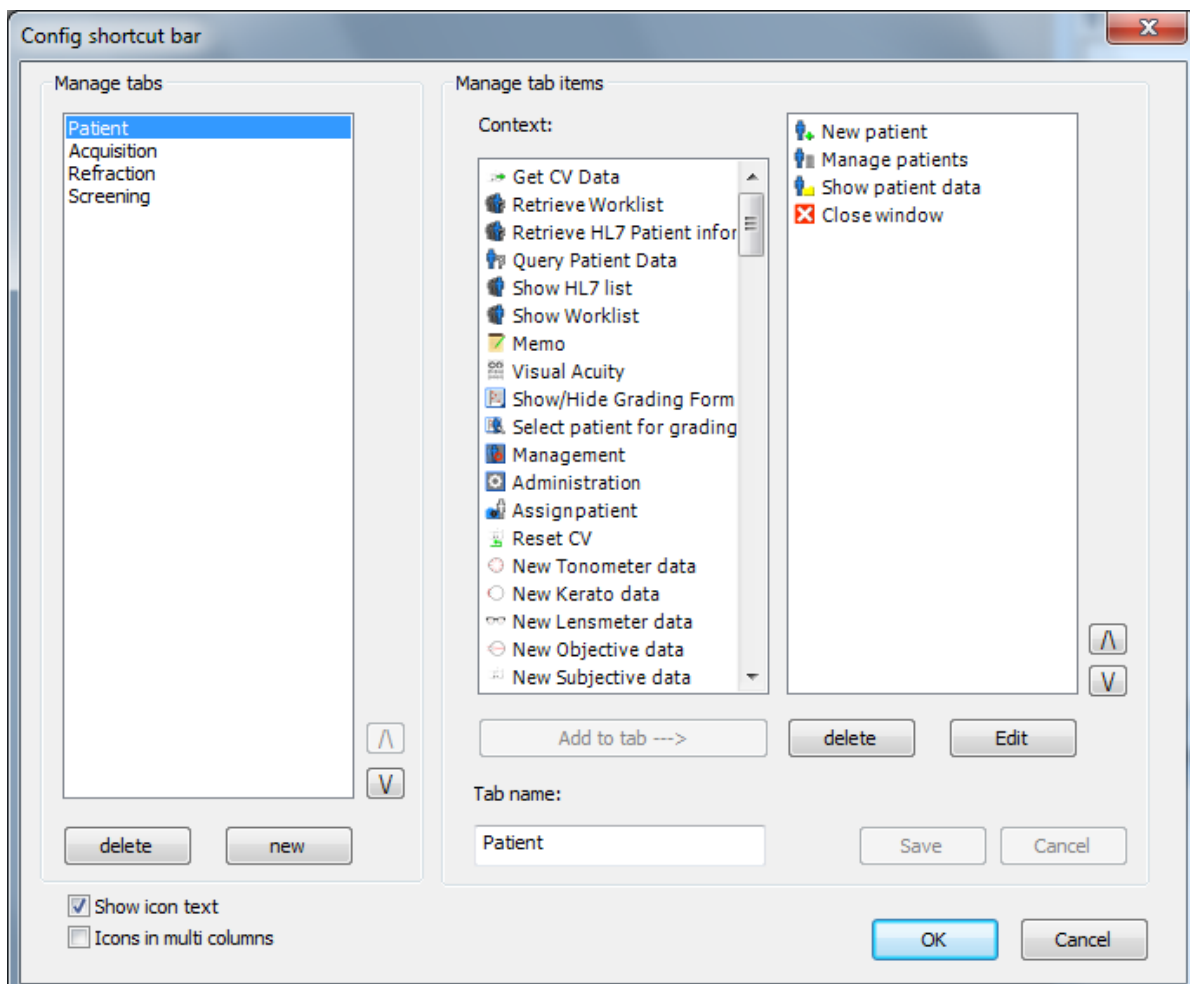 Config shortcut bar
Manage tabs
Patient
Acquisition
Refraction
Screening
/\
\/
delete
new
Manage tab items
Context:
Get CV Data
Retrieve Worklist
Retrieve HL7 Patient infor
Query Patient Data
Show HL7 list
Show Worklist
Memo
Visual Acuity
Show/Hide Grading Form
Select patient for grading
Management
Administration
Assign patient
Reset CV
New Tonometer data
New Kerato data
New Lensmeter data
New Objective data
New Subjective data
New patient
Manage patients
Show patient data
Close window
/\
\/
Add to tab --->
delete
Edit
Tab name:
Patient
Save
Cancel
Show icon text
Icons in multi columns
OK
Cancel